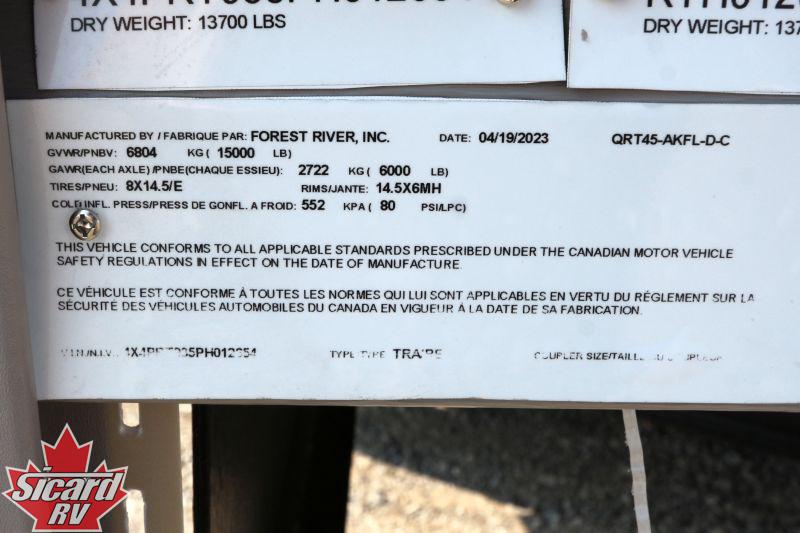 DRY WEIGHT: 13700 LBS
DRY WEIGHT: 137
MANUFACTURED BY / FABRIQUE PAR: FOREST RIVER, INC. DATE: 04/19/2023 QRT45-AKFL-D-C
GVWR/PNBV: 6804 KG ( 15000 LB)
GAWR(EACH AXLE) /PNBE(CHAQUE ESSIEU): 2722 KG ( 6000 LB)
TIRES/PNEU: 8X14.5/E RIMS/JANTE: 14.5X6MH
COLD INFL. PRESS/PRESS DE GONFL. A FROID: 552 KPA ( 80 PSI/LPC)
THIS VEHICLE CONFORMS TO ALL APPLICABLE STANDARDS PRESCRIBED UNDER THE CANADIAN MOTOR VEHICLE
SAFETY REGULATIONS IN EFFECT ON THE DATE OF MANUFACTURE.
CE VÉHICULE EST CONFORME À TOUTES LES NORMES QUI LUI SONT APPLICABLES EN VERTU DU RÉGLEMENT SUR LA
SÉCURITÉ DES VÉHICULES AUTOMOBILES DU CANADA EN VIGUEUR À LA DATE DE SA FABRICATION.
V.I.N./N.I.V.: TYPE/TYPE COUPLER SIZE/TAILLE
Sicard
RV